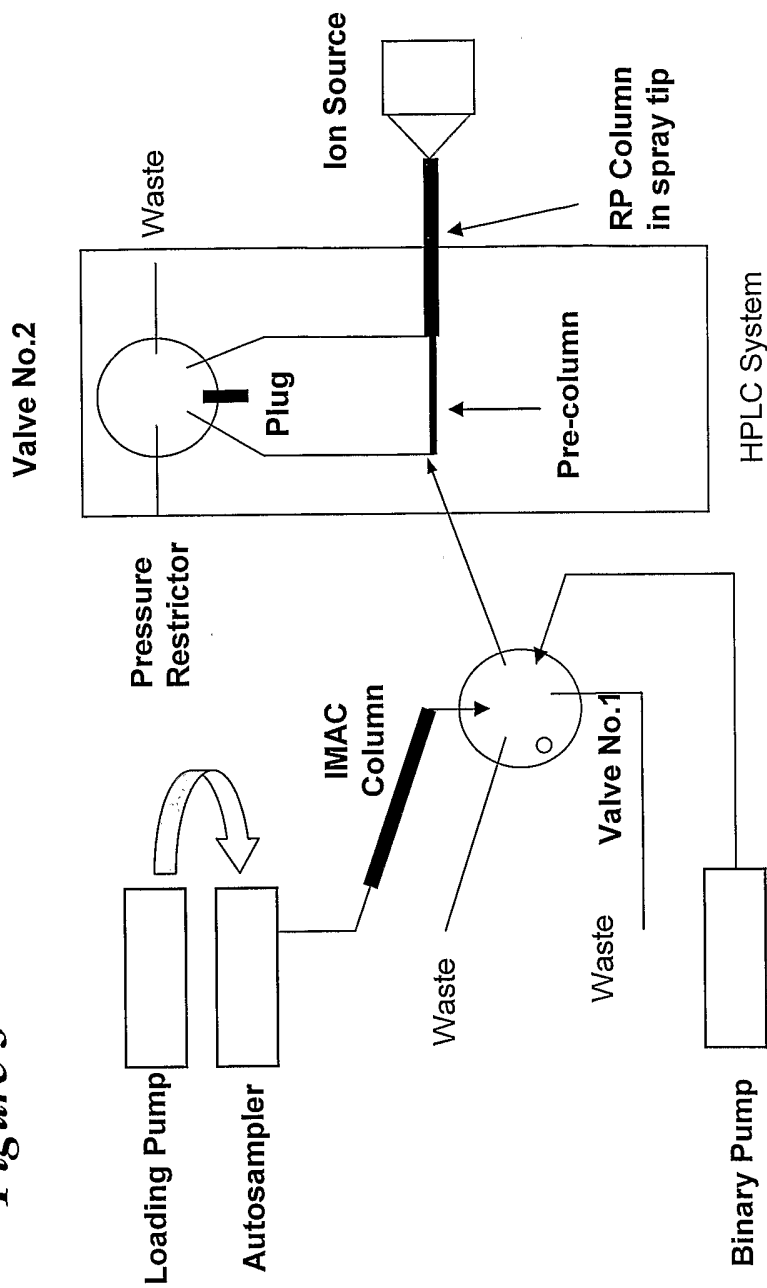 Figure
Valve No.2
Waste
Plug
Pressure
Restrictor
Ion Source
RP Column
in spray tip
Pre-column
HPLC System
Loading Pump
Autosampler
IMAC
Column
Waste
Valve No.1
Waste
Binary Pump